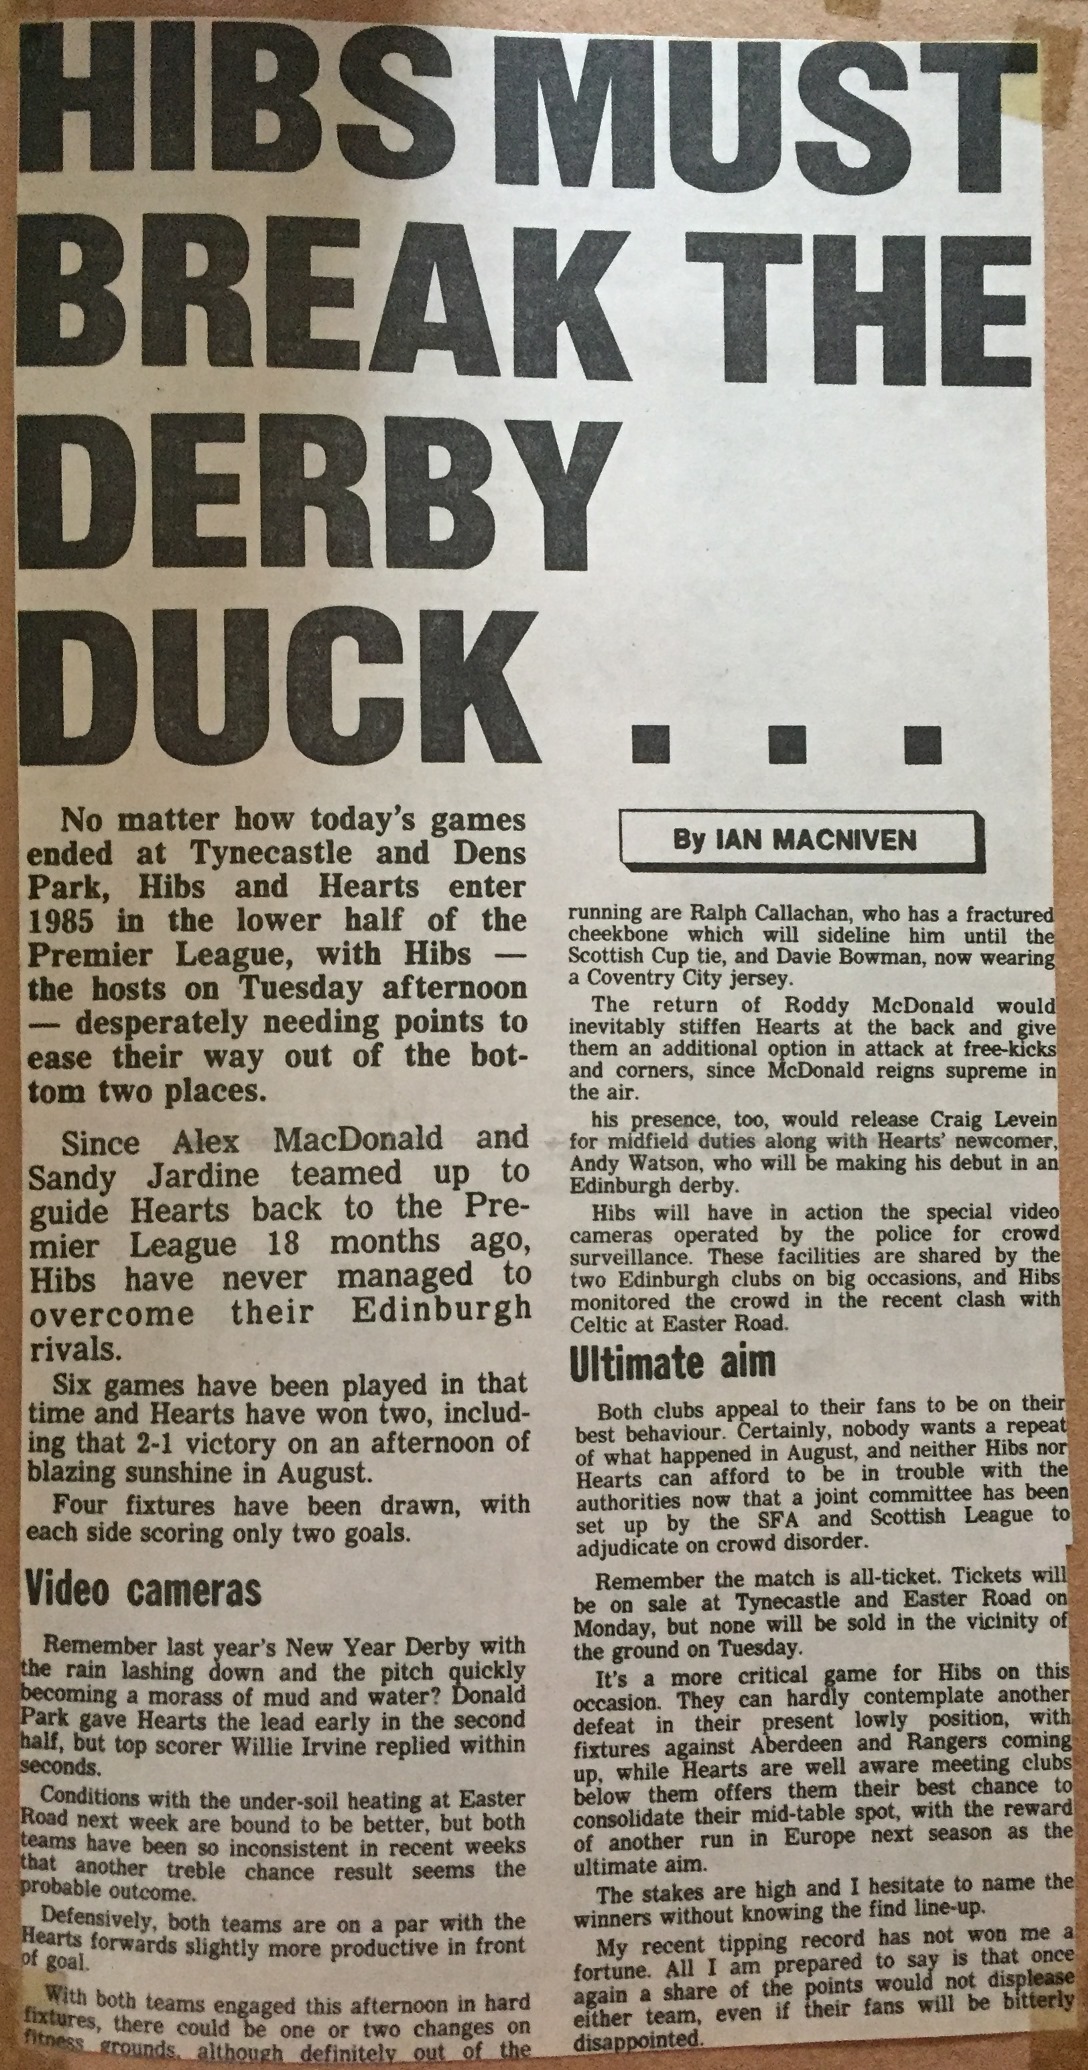 HIBS MUST
BREAK THE
DERBY
DUCK . . .
No matter how today's games
ended at Tynecastle and Dens
Park, Hibs and Hearts enter
1985 in the lower half of the
Premier League, with Hibs —
the hosts on Tuesday afternoon
— desperately needing points to
ease their way out of the bot-
tom two places.
Since Alex MacDonald and
Sandy Jardine teamed up to
guide Hearts back to the Pre-
mier League 18 months ago,
Hibs have never managed to
overcome their Edinburgh
rivals.
Six games have been played in that
time and Hearts have won two, includ-
ing that 2-1 victory on an afternoon of
blazing sunshine in August.
Four fixtures have been drawn, with
each side scoring only two goals.
Video cameras
Remember last year's New Year Derby with
the rain lashing down and the pitch quickly
becoming a morass of mud and water? Donald
Park gave Hearts the lead early in the second
half, but top scorer Willie Irvine replied within
seconds.
Conditions with the under-soil heating at Easter
Road next week are bound to be better, but both
teams have been so inconsistent in recent weeks
that another treble chance result seems the
probable outcome.
Defensively, both teams are on a par with the
Hearts forwards slightly more productive in front
of goal.
With both teams engaged this afternoon in hard
fixtures, there could be one or two changes on
fitness grounds, although definitely out of the
By IAN MACNIVEN
running are Ralph Callachan, who has a fractured
cheekbone which will sideline him until the
Scottish Cup tie, and Davie Bowman, now wearing
a Coventry City jersey.
The return of Roddy McDonald would
inevitably stiffen Hearts at the back and give
them an additional option in attack at free-kicks
and corners, since McDonald reigns supreme in
the air.
his presence, too, would release Craig Levein
for midfield duties along with Hearts' newcomer,
Andy Watson, who will be making his debut in an
Edinburgh derby.
Hibs will have in action the special video
cameras operated by the police for crowd
surveillance. These facilities are shared by the
two Edinburgh clubs on big occasions, and Hibs
monitored the crowd in the recent clash with
Celtic at Easter Road.
Ultimate aim
Both clubs appeal to their fans to be on their
best behaviour. Certainly, nobody wants a repeat
of what happened in August, and neither Hibs nor
Hearts can afford to be in trouble with the
authorities now that a joint committee has been
set up by the SFA and Scottish League to
adjudicate on crowd disorder.
Remember the match is all-ticket. Tickets will
be on sale at Tynecastle and Easter Road on
Monday, but none will be sold in the vicinity of
the ground on Tuesday.
It's a more critical game for Hibs on this
occasion. They can hardly contemplate another
defeat in their present lowly position, with
fixtures against Aberdeen and Rangers coming
up, while Hearts are well aware meeting clubs
below them offers them their best chance to
consolidate their mid-table spot, with the reward
of another run in Europe next season as the
ultimate aim.
The stakes are high and I hesitate to name the
winners without knowing the find line-up.
My recent tipping record has not won me a
fortune. All I am prepared to say is that once
again a share of the points would not displease
either team, even if their fans will be bitterly
disappointed.